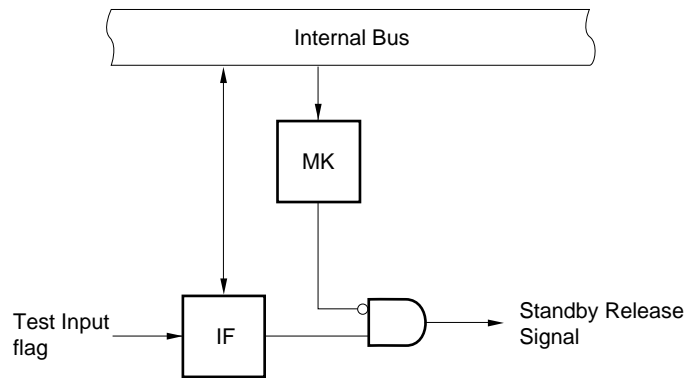 Internal Bus
MK
Test Input
flag
IF
Standby Release
Signal